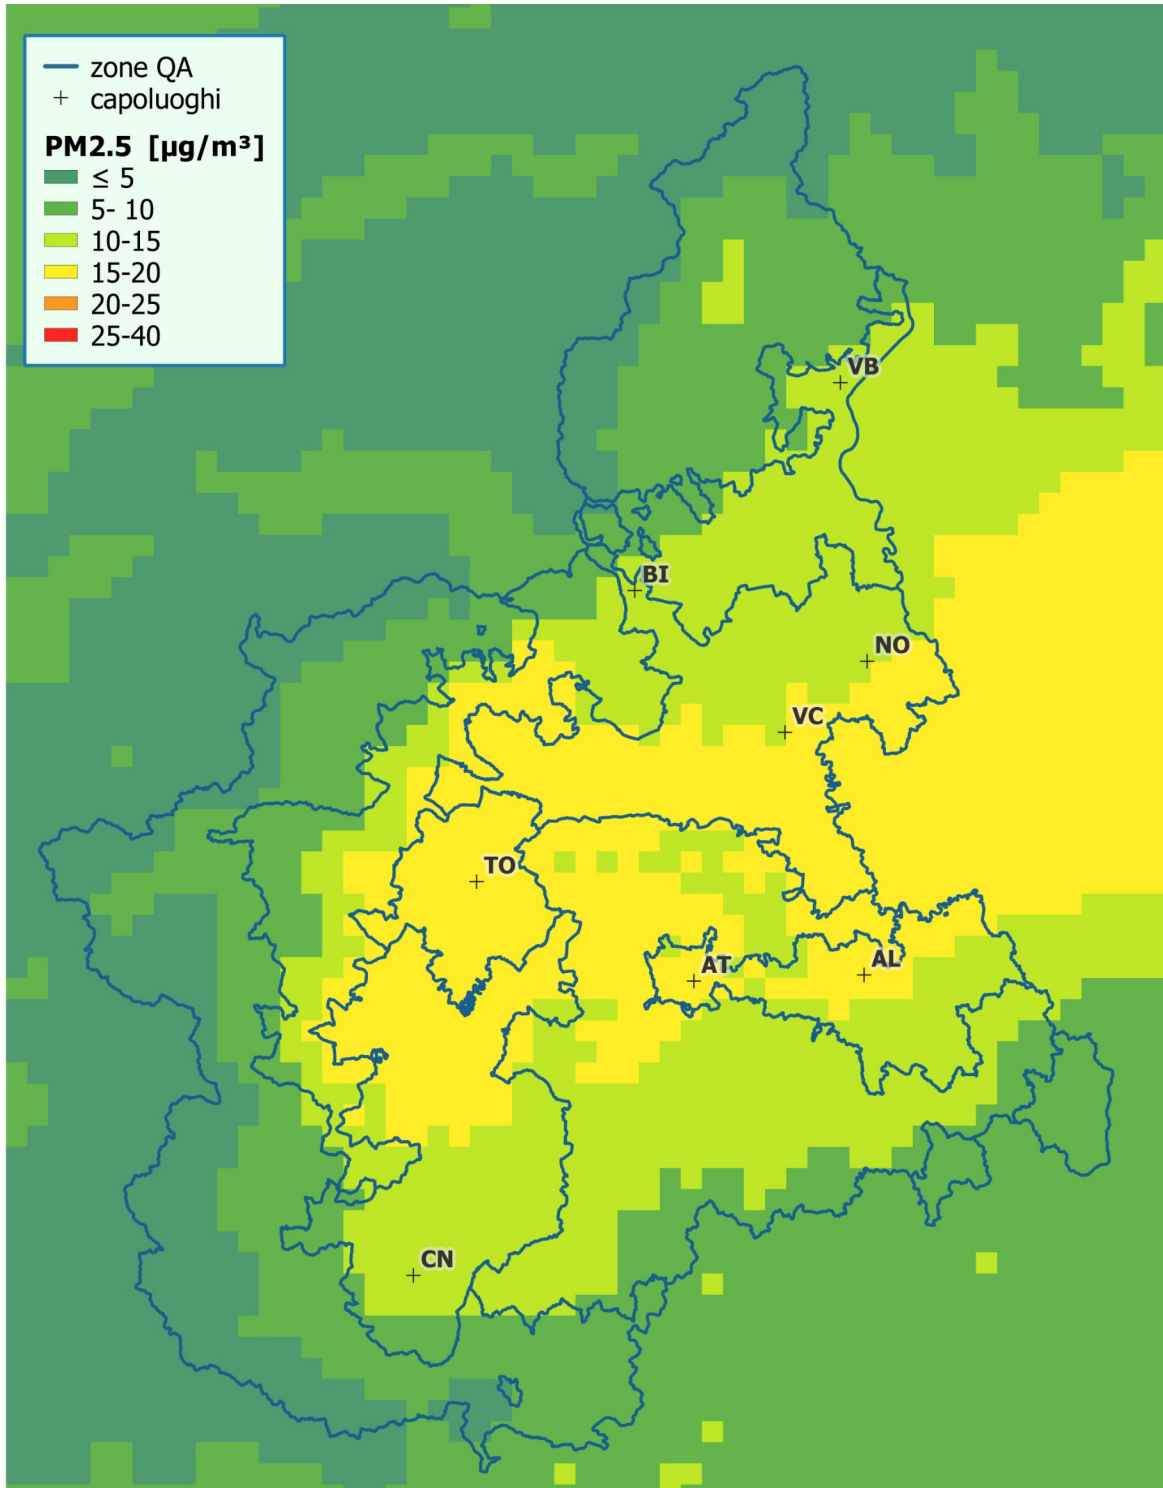 zone QA
capoluoghi
PM2.5 [µg/m³]
≤ 5
5- 10
10-15
15-20
20-25
25-40
VB
BI
NO
VC
TO
AT
AL
CN